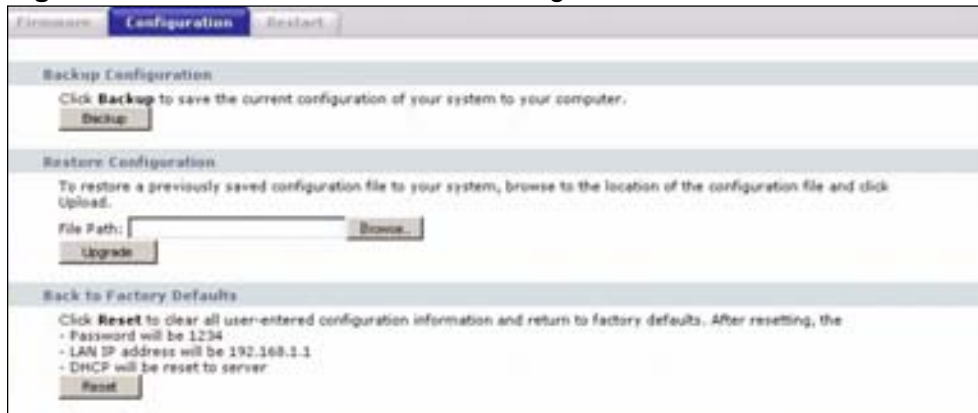 Firmware Configuration Restart
Backup Configuration
Click Backup to save the current configuration of your system to your computer.
Backup
Restore Configuration
To restore a previously saved configuration file to your system, browse to the location of the configuration file and click
Upload.
File Path: Browse...
Upgrade
Back to Factory Defaults
Click Reset to clear all user-entered configuration information and return to factory defaults. After resetting, the
- Password will be 1234
- LAN IP address will be 192.168.1.1
- DHCP will be reset to server
Reset